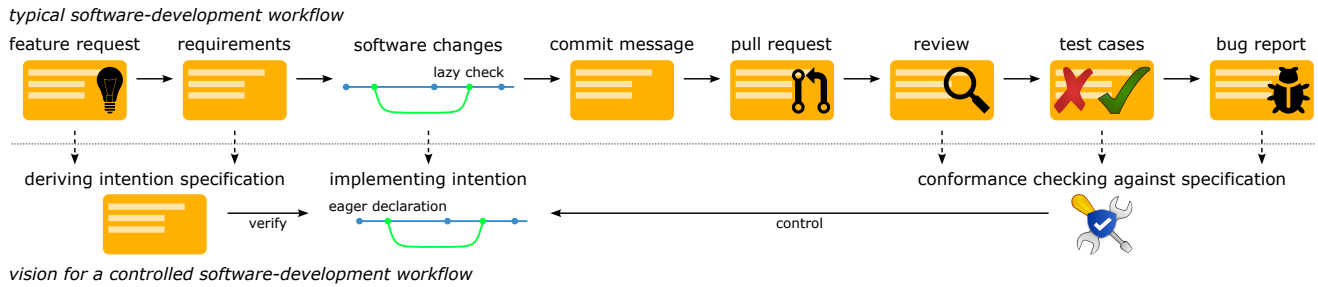 typical software-development workflow
feature request
requirements
software changes
commit message
pull request
review
test cases
bug report
lazy check
deriving intention specification
implementing intention
conformance checking against specification
eager declaration
verify
control
vision for a controlled software-development workflow